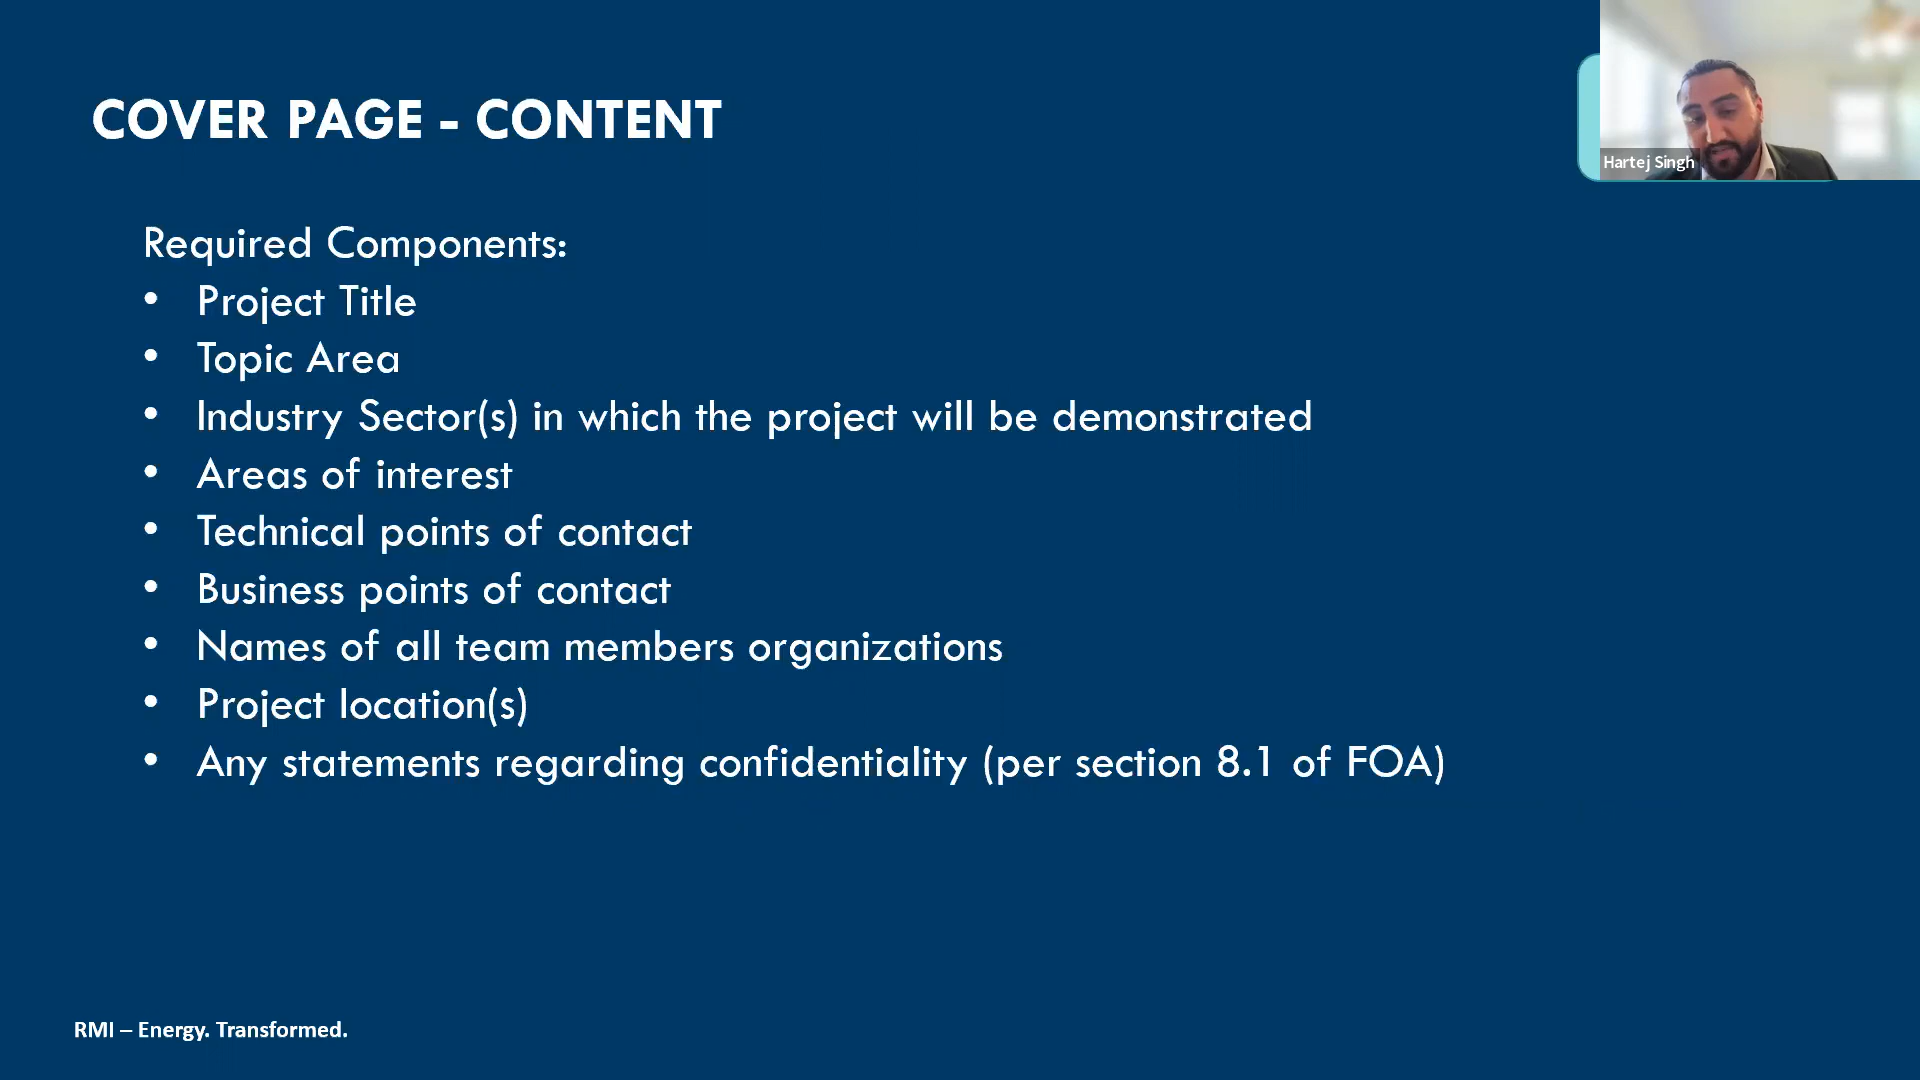 COVER PAGE - CONTENT
Hartej Singh
Required Components:
• Project Title
• Topic Area
• Industry Sector(s) in which the project will be demonstrated
• Areas of interest
• Technical points of contact
• Business points of contact
• Names of all team members organizations
• Project location(s)
• Any statements regarding confidentiality (per section 8.1 of FOA)
RMI – Energy. Transformed.